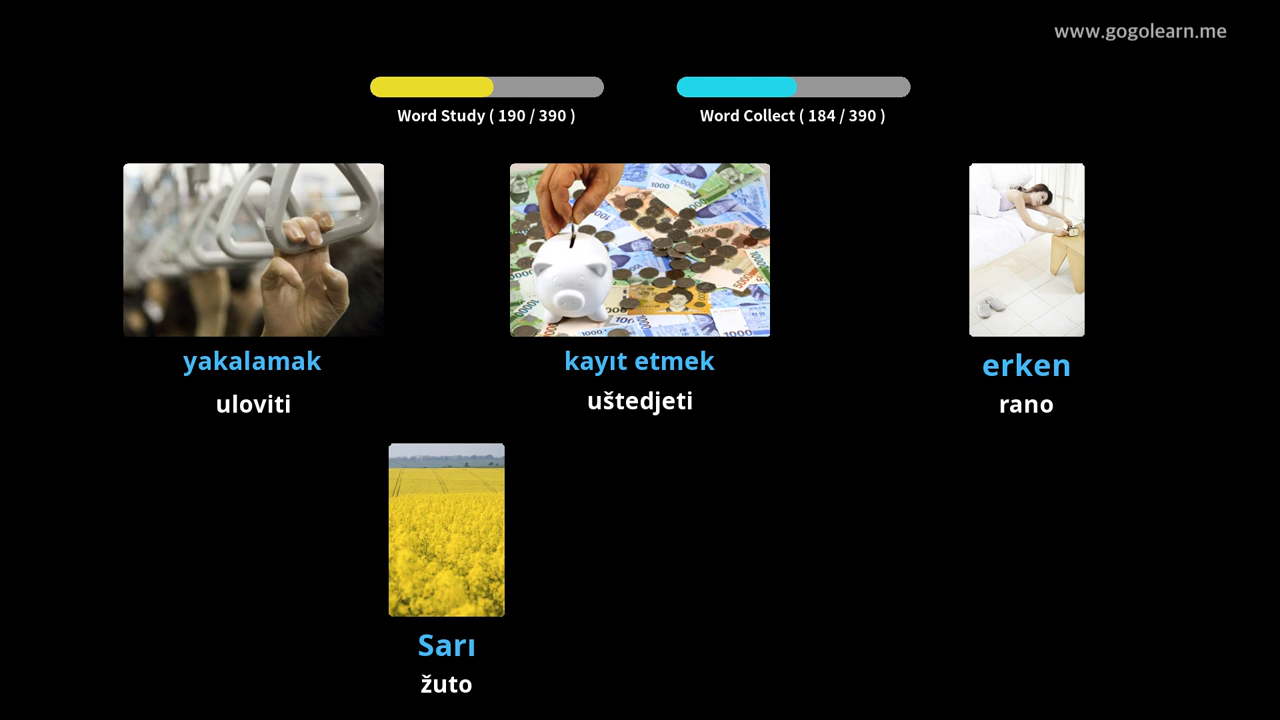 www.gogolearn.me
Word Study ( 190 / 390 )
Word Collect ( 184 / 390 )
yakalamak
uloviti
kayıt etmek
uštedjeti
erken
rano
Sarı
žuto